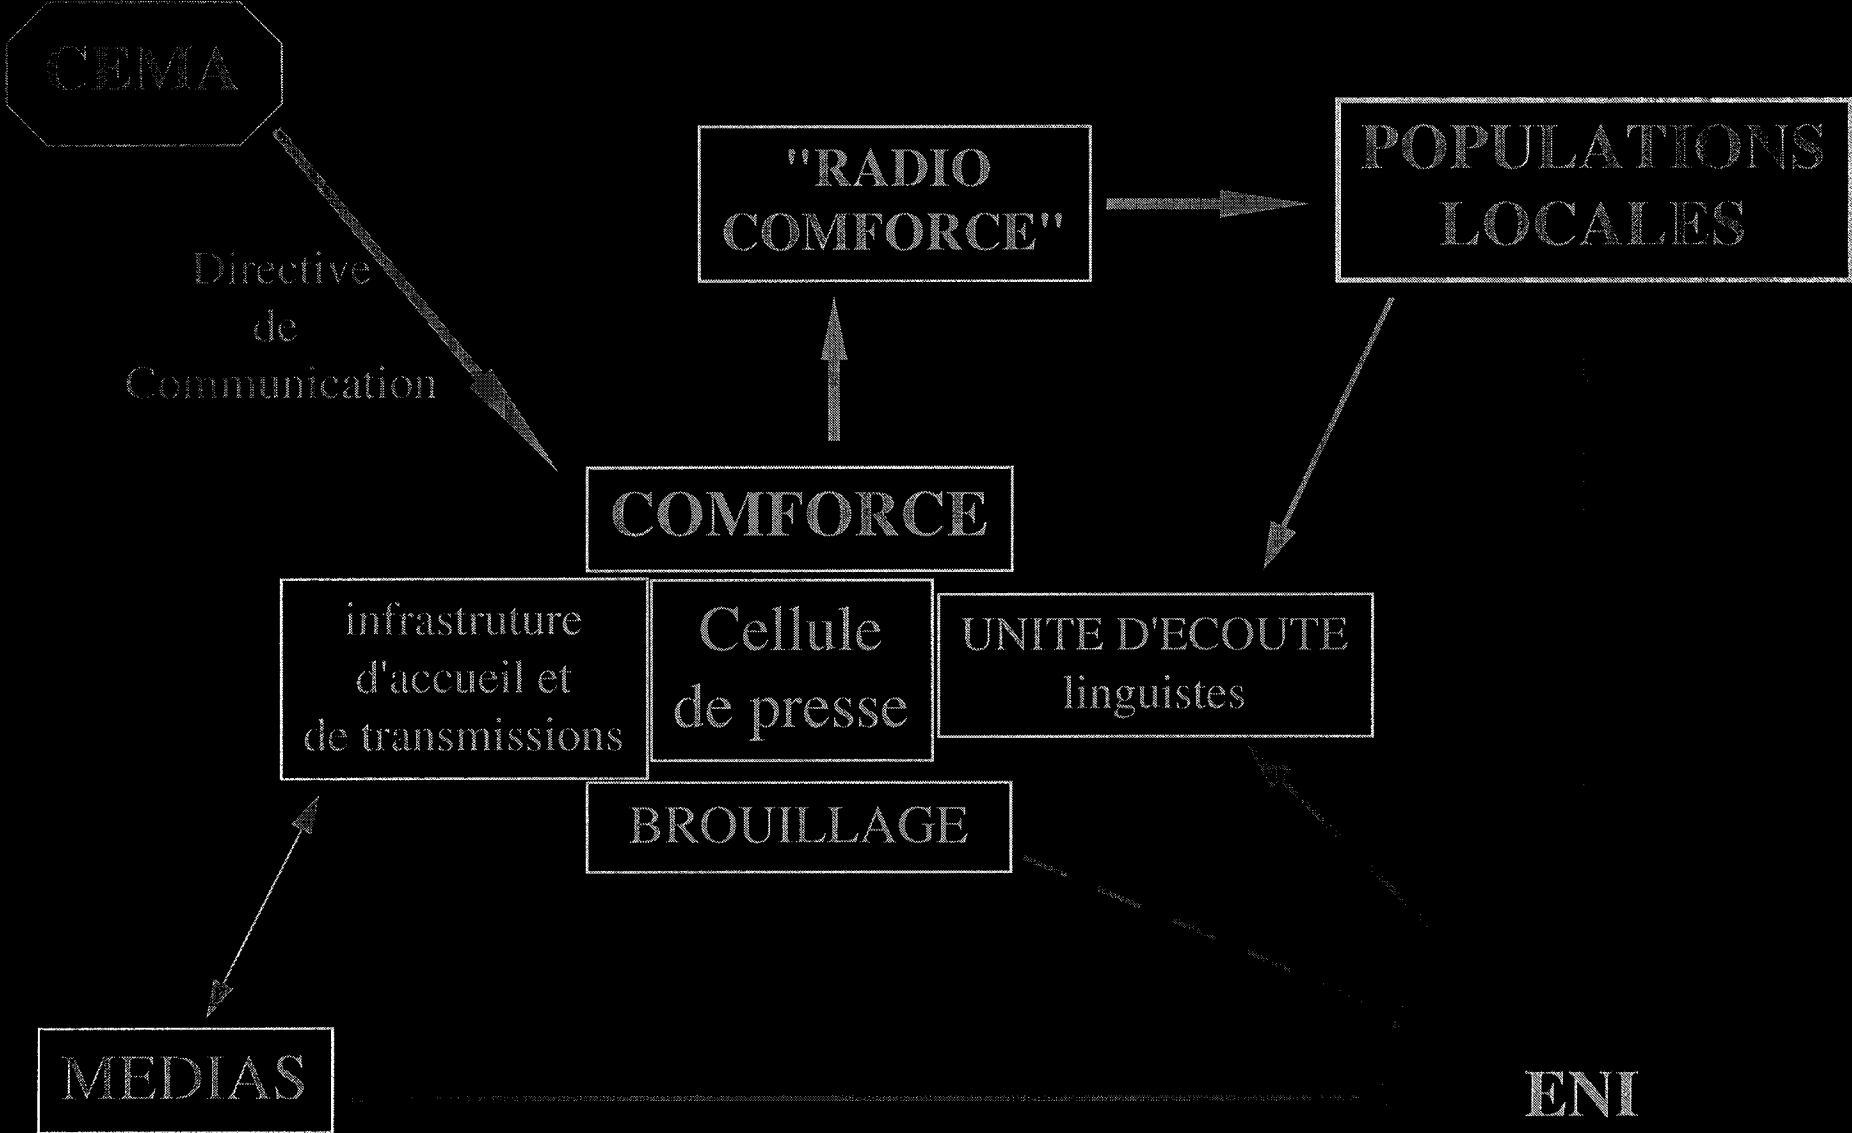 CEMA
"RADIO
COMFORCE"
POPULATIONS
LOCALES
Directive
de
Communication
COMFORCE
infrastruture
d'accueil et
de transmissions
Cellule
de presse
UNITE D'ECOUTE
linguistes
BROUILLAGE
MEDIAS
ENI